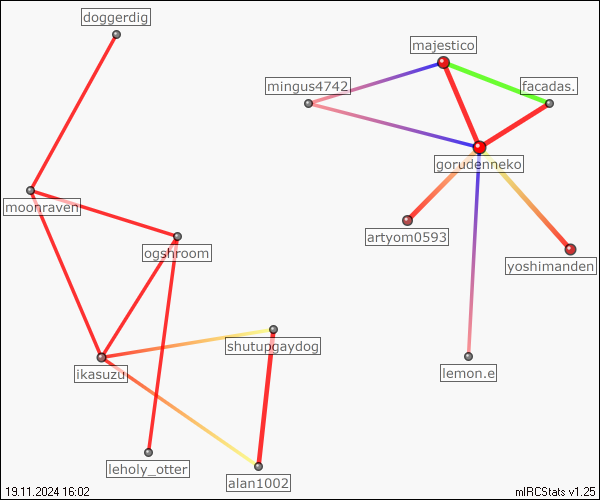 doggerdig
majestico
mingus4742
facadas.
gorudenneko
moonraven
artyom0593
ogshroom
yoshimanden
shutupgaydog
ikasuzu
lemon.e
leholy_otter
alan1002
19.11.2024 16:02
mIRCStats v1.25